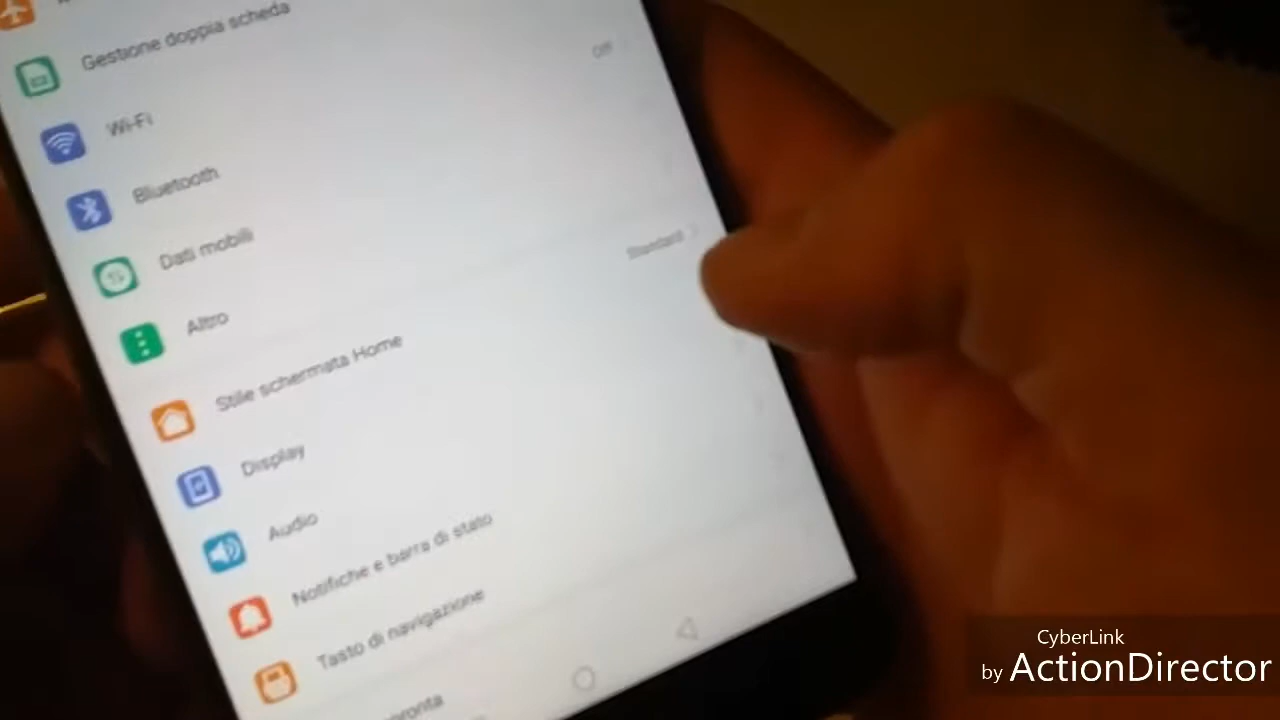 Gestione doppia scheda
Wi-Fi
Off
Bluetooth
Dati mobili
Altro
Stile schermata Home
Standard
Display
Audio
Notifiche e barra di stato
Tasto di navigazione
CyberLink
by ActionDirector